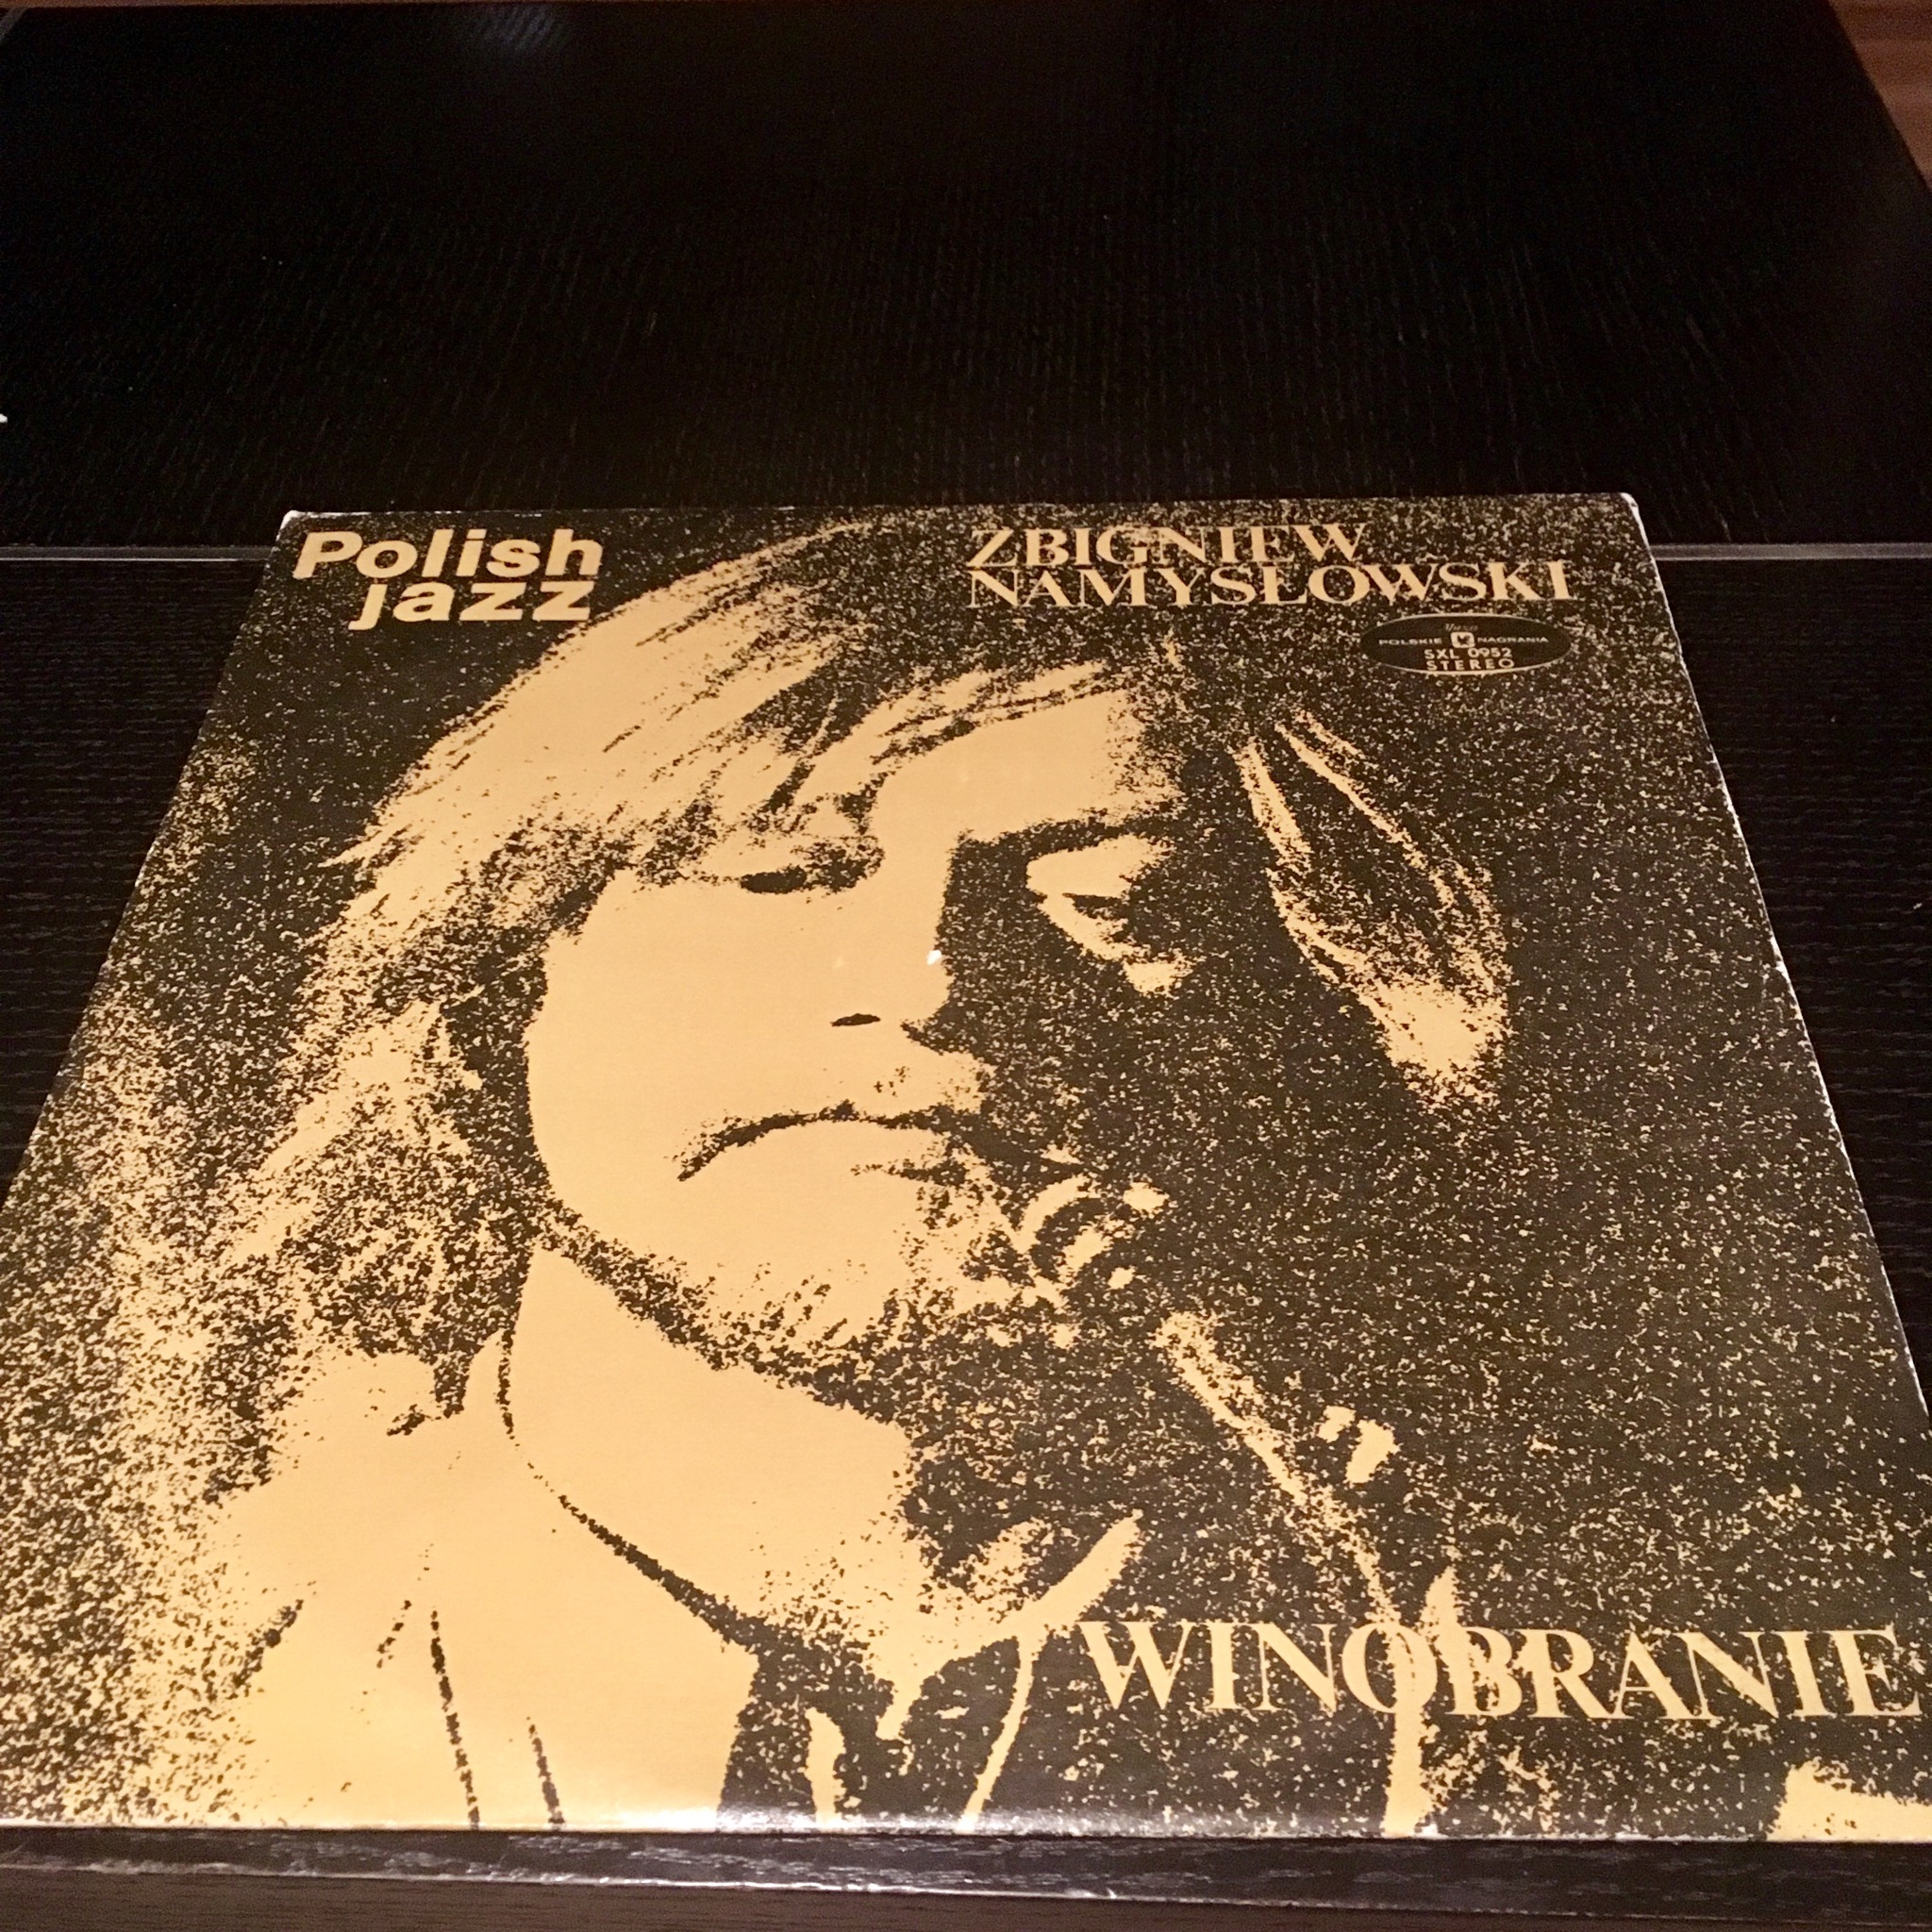 Polish
jazz
ZBIGNIEW
NAMYSŁOWSKI
POLSKIE NAGRANIA
SXL 0952
STEREO
WINOBRANIE